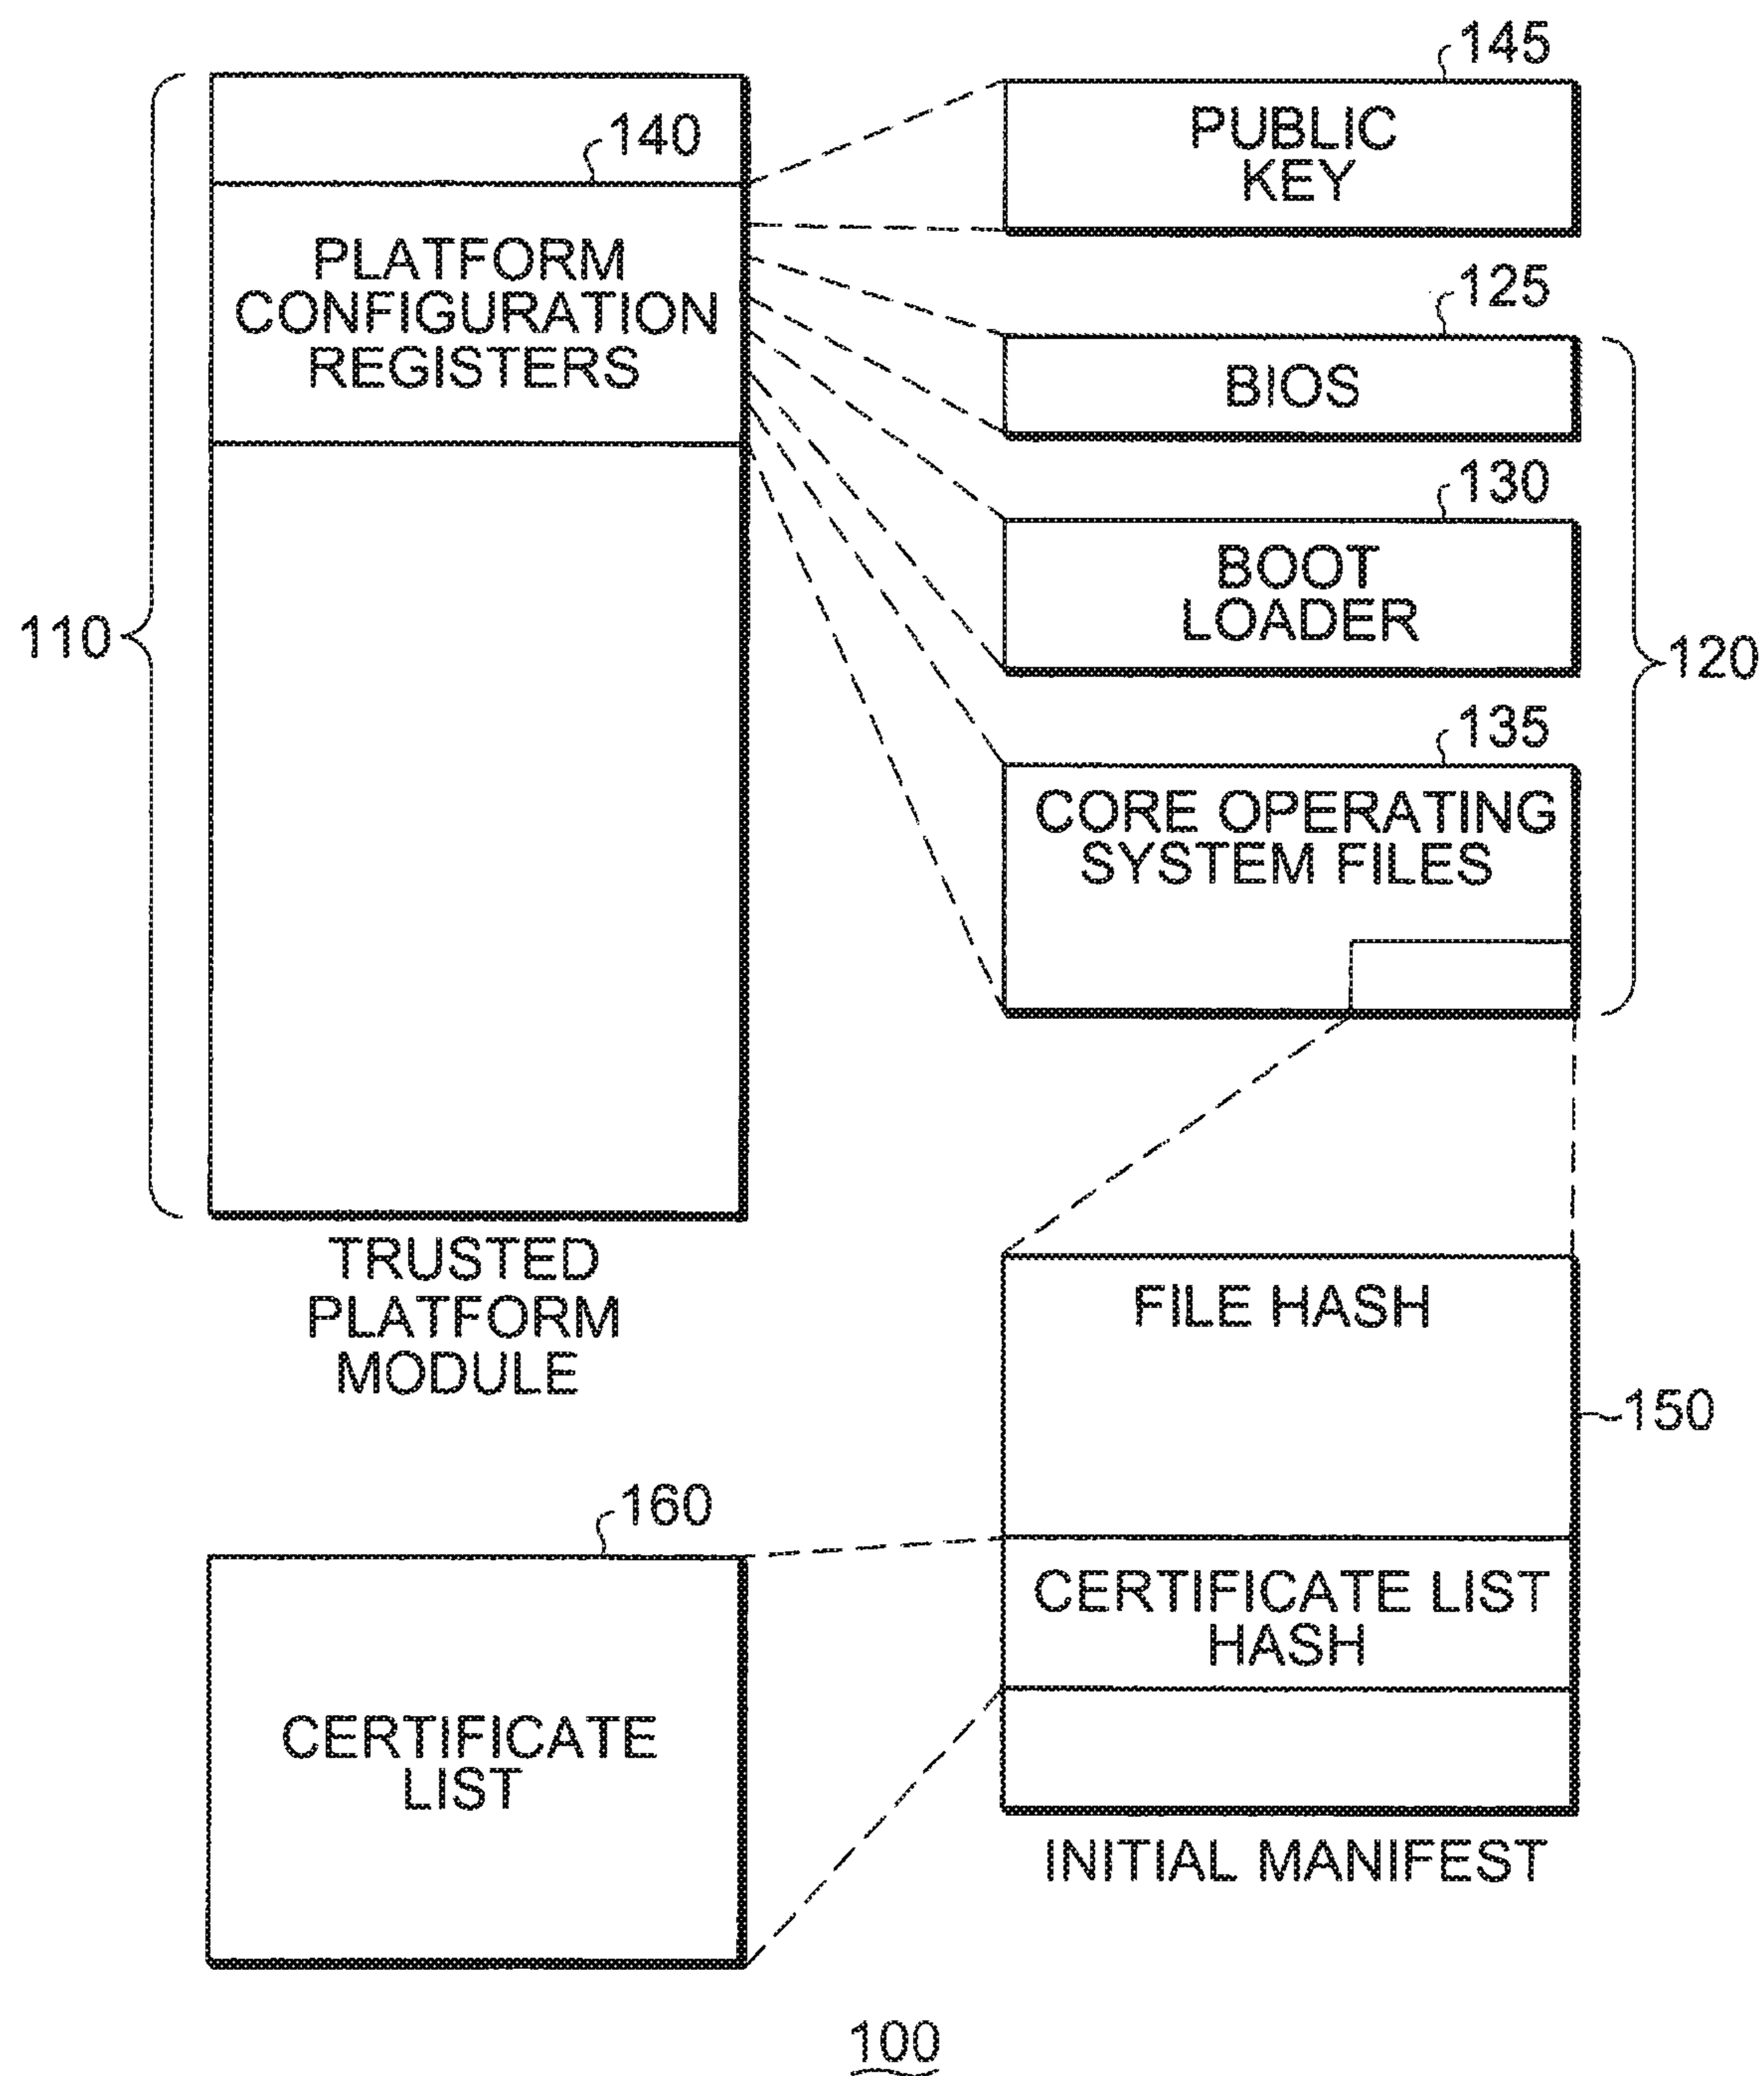 145
PUBLIC
KEY
140
PLATFORM
CONFIGURATION
REGISTERS
125
BIOS
130
BOOT
LOADER
110
120
135
CORE OPERATING
SYSTEM FILES
TRUSTED
PLATFORM
MODULE
FILE HASH
150
160
CERTIFICATE LIST
HASH
CERTIFICATE
LIST
INITIAL MANIFEST
100